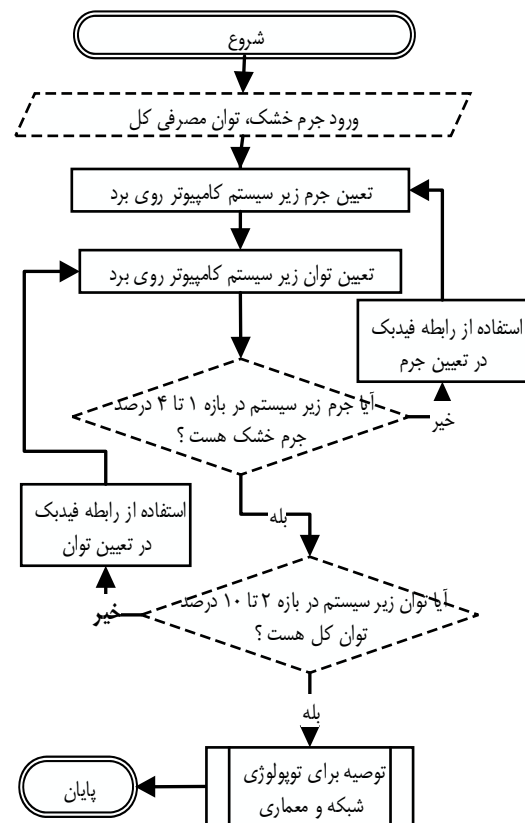 شروع
ورود جرم خشک، توان مصرفی کل
تعیین جرم زیر سیستم کامپیوتر روی برد
تعیین توان زیر سیستم کامپیوتر روی برد
استفاده از رابطه فیدبک
در تعیین جرم
آیا جرم زیر سیستم در بازه ۱ تا ۴ درصد
جرم خشک هست ؟
خیر
استفاده از رابطه فیدبک
در تعیین توان
بله
آیا توان زیر سیستم در بازه ۲ تا ۱۰ درصد
توان کل هست ؟
خیر
بله
توصیه برای توپولوژی
شبکه و معماری
پایان